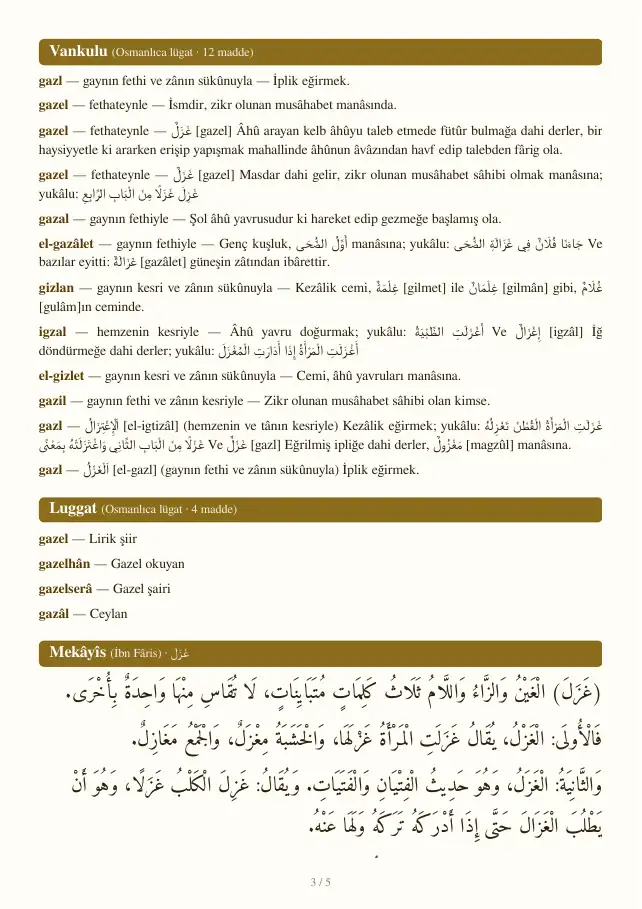 Vankulu (Osmanlıca lügat · 12 madde)
gazl — gaynın fethi ve zânın sükûnuyla — İplik eğirmek.
gazel — fethateynle — İsmdir, zikr olunan musâhabet manâsında.
gazel — fethateynle — غَزَلٌ [gazel] Âhû arayan kelb âhûyu taleb etmede fütûr bulmağa dahi derler, bir
haysiyyetle ki ararken erişip yapışmak mahallinde âhûnun âvâzından havf edip talebden fârig ola.
gazel — fethateynle — غَزَلٌ [gazel] Masdar dahi gelir, zikr olunan musâhabet sâhibi olmak manâsına;
yukâlu: غَزِلَ غَزَلًا مِنَ الْبَابِ الرَّابِعِ
gazal — gaynın fethiyle — Şol âhû yavrusudur ki hareket edip gezmeğe başlamış ola.
el-gazâlet — gaynın fethiyle — Genç kuşluk, أَوَّلُ الضُّحَى manâsına; yukâlu: جَاءَنَا فُلَانٌ فِي غَزَالَةِ الضُّحَى Ve
bazılar eyitti: غَزَالَةٌ [gazâlet] güneşin zâtından ibârettir.
gizlan — gaynın kesri ve zânın sükûnuyla — Kezâlik cemi, غِلْمَةٌ [gilmet] ile غِلْمَانٌ [gilmân] gibi, غُلَامٌ
[gulâm]ın ceminde.
igzal — hemzenin kesriyle — Âhû yavru doğurmak; yukâlu: أَغْزَلَتِ الظَّبْيَةُ Ve إِغْزَالٌ [igzâl] İğ
döndürmeğe dahi derler; yukâlu: أَغْزَلَتِ الْمَرْأَةُ إِذَا أَدَارَتِ الْمُغْزَلَ
el-gizlet — gaynın kesri ve zânın sükûnuyla — Cemi, âhû yavruları manâsına.
gazil — gaynın fethi ve zânın kesriyle — Zikr olunan musâhabet sâhibi olan kimse.
gazl — اَلْإِغْتِزَالُ [el-igtizâl] (hemzenin ve tânın kesriyle) Kezâlik eğirmek; yukâlu: غَزَلَتِ الْمَرْأَةُ الْقُطْنَ تَغْزِلُهُ
غَزْلًا مِنَ الْبَابِ الثَّانِي وَاغْتَزَلَتْهُ بِمَعْنًى Ve غَزْلٌ [gazl] Eğrilmiş ipliğe dahi derler, مَغْزُولٌ [magzûl] manâsına.
gazl — اَلْغَزْلُ [el-gazl] (gaynın fethi ve zânın sükûnuyla) İplik eğirmek.
Luggat (Osmanlıca lügat · 4 madde)
gazel — Lirik şiir
gazelhân — Gazel okuyan
gazelserâ — Gazel şairi
gazâl — Ceylan
Mekâyîs (İbn Fâris) · غزل
(غَزَلَ) الْغَيْنُ وَالزَّاءُ وَاللَّامُ ثَلَاثُ كَلِمَاتٍ مُتَبَايِنَاتٍ، لَا تُقَاسِ مِنْهَا وَاحِدَةٌ بِأُخْرَى.
فَالْأُولَى: الْغَزْلُ، يُقَالُ غَزَلَتِ الْمَرْأَةُ غَزْلَهَا، وَالْخَشَبَةُ مِغْزَلٌ، وَالْجَمْعُ مَغَازِلُ.
وَالثَّانِيَةُ: الْغَزَلُ، وَهُوَ حَدِيثُ الْفِتْيَانِ وَالْفَتَيَاتِ. وَيُقَالُ: غَزِلَ الْكَلْبُ غَزَلًا، وَهُوَ أَنْ
يَطْلُبَ الْغَزَالَ حَتَّى إِذَا أَدْرَكَهُ تَرَكَهُ وَلَهَا عَنْهُ.
3 / 5